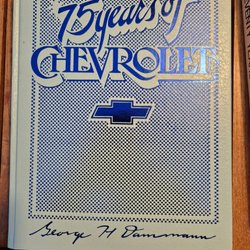 75 years of
CHEVROLET
George H Dammann